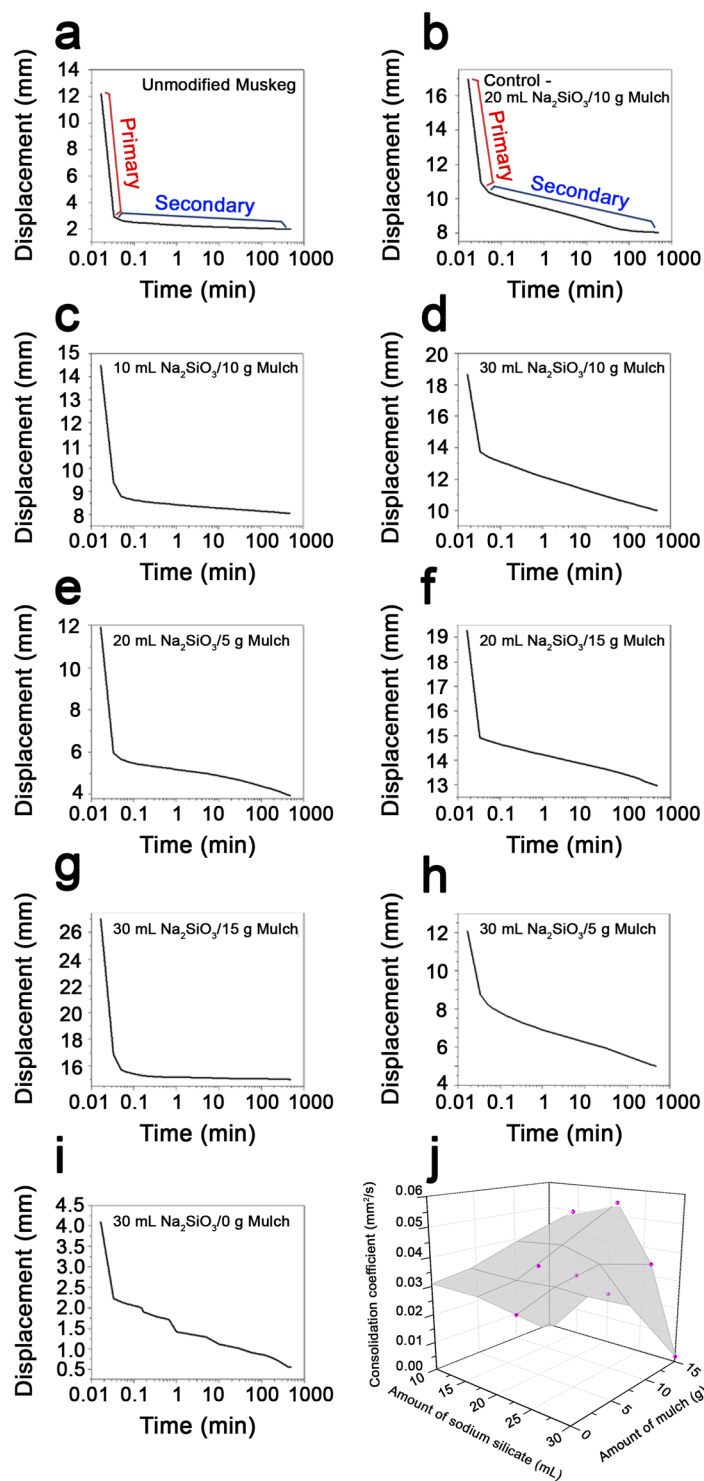 a
Displacement (mm)
14
12
10
8
6
4
2
Unmodified Muskeg
Primary
Secondary
0.01 0.1 1 10 100 1000
Time (min)
b
Displacement (mm)
16
14
12
10
8
Control -
20 mL Na₂SiO₃/10 g Mulch
Primary
Secondary
0.01 0.1 1 10 100 1000
Time (min)
c
Displacement (mm)
15
14
13
12
11
10
9
8
10 mL Na₂SiO₃/10 g Mulch
0.01 0.1 1 10 100 1000
Time (min)
d
Displacement (mm)
20
18
16
14
12
10
30 mL Na₂SiO₃/10 g Mulch
0.01 0.1 1 10 100 1000
Time (min)
e
Displacement (mm)
12
10
8
6
4
20 mL Na₂SiO₃/5 g Mulch
0.01 0.1 1 10 100 1000
Time (min)
f
Displacement (mm)
19
18
17
16
15
14
13
20 mL Na₂SiO₃/15 g Mulch
0.01 0.1 1 10 100 1000
Time (min)
g
Displacement (mm)
26
24
22
20
18
16
30 mL Na₂SiO₃/15 g Mulch
0.01 0.1 1 10 100 1000
Time (min)
h
Displacement (mm)
12
10
8
6
4
30 mL Na₂SiO₃/5 g Mulch
0.01 0.1 1 10 100 1000
Time (min)
i
Displacement (mm)
4.5
4.0
3.5
3.0
2.5
2.0
1.5
1.0
0.5
30 mL Na₂SiO₃/0 g Mulch
0.01 0.1 1 10 100 1000
Time (min)
j
Consolidation coefficient (mm²/s)
0.06
0.05
0.04
0.03
0.02
0.01
0.00
10 15 20 25 30
Amount of sodium silicate (mL)
0 5 10 15
Amount of mulch (g)